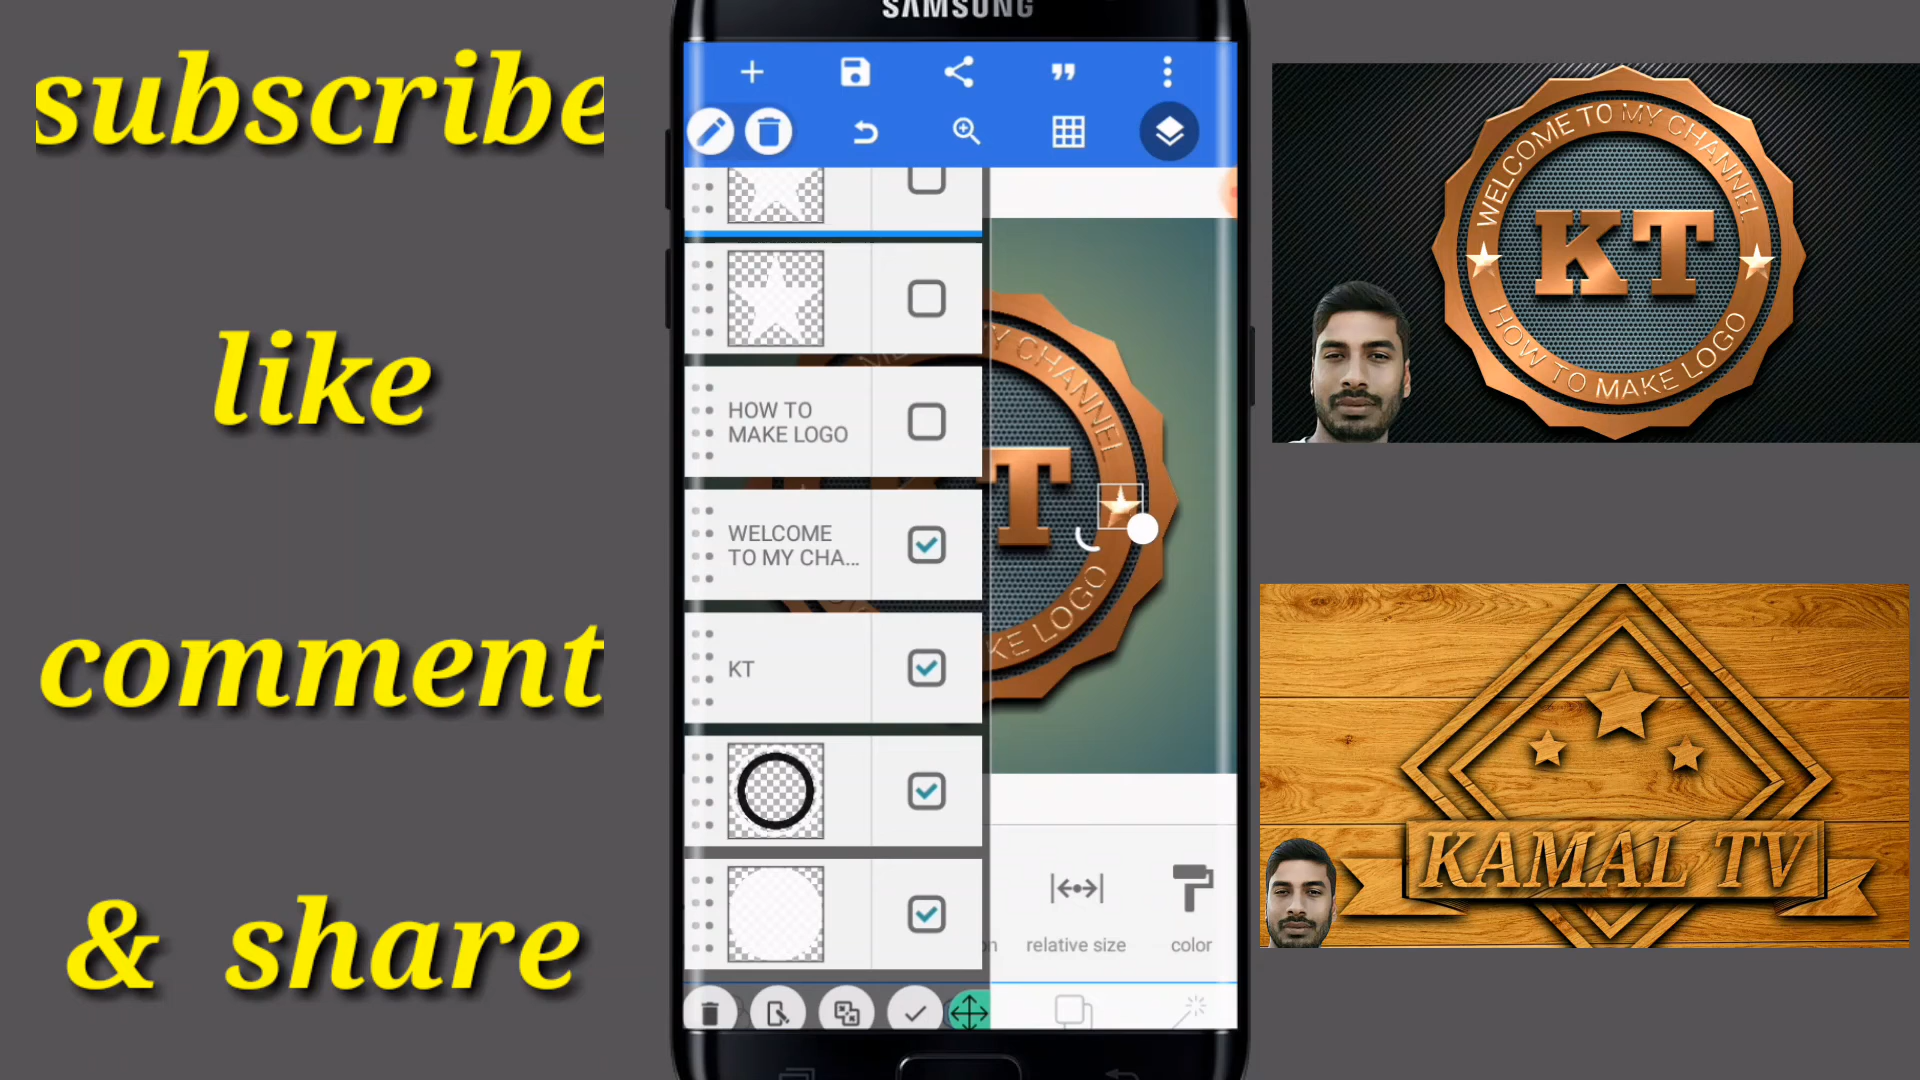 subscribe
like
comment
& share
SAMSUNG
HOW TO
MAKE LOGO
WELCOME
TO MY CHA...
KT
Y CHANNEL
T
KE LOGO
n
relative size
color
WELCOME TO MY CHANNEL
KT
HOW TO MAKE LOGO
KAMAL TV